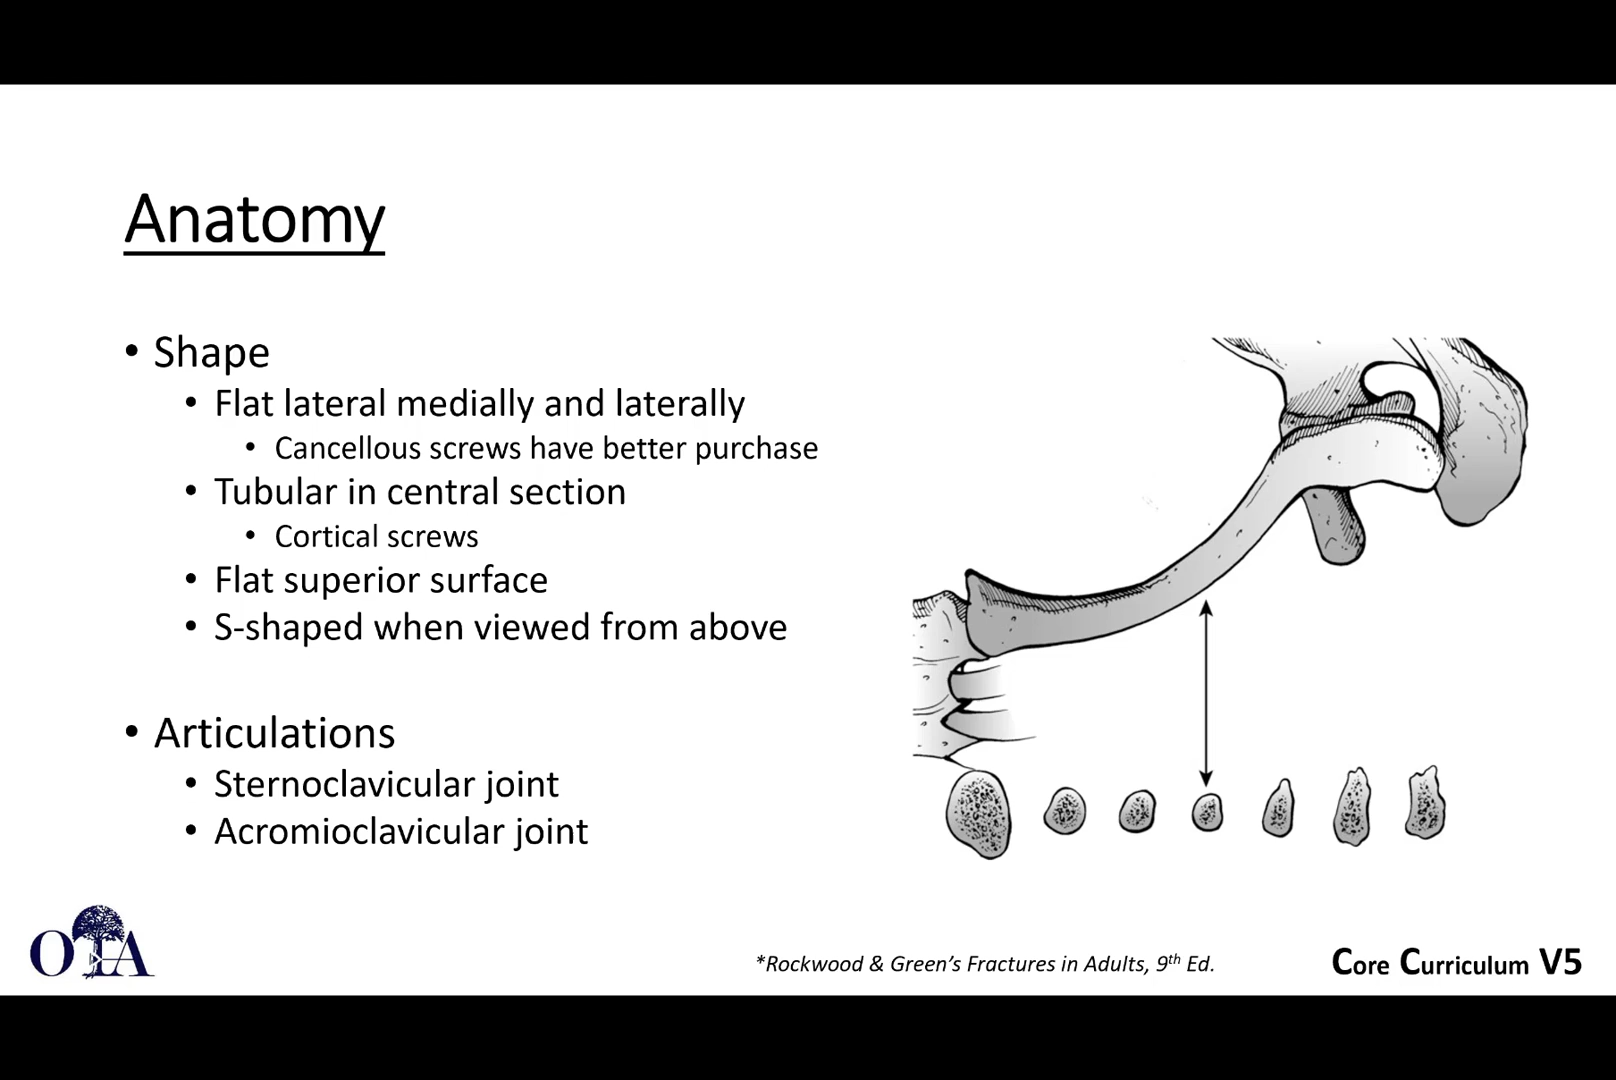 Anatomy
• Shape
• Flat lateral medially and laterally
• Cancellous screws have better purchase
• Tubular in central section
• Cortical screws
• Flat superior surface
• S-shaped when viewed from above
• Articulations
• Sternoclavicular joint
• Acromioclavicular joint
OTA
*Rockwood & Green's Fractures in Adults, 9th Ed.
Core Curriculum V5